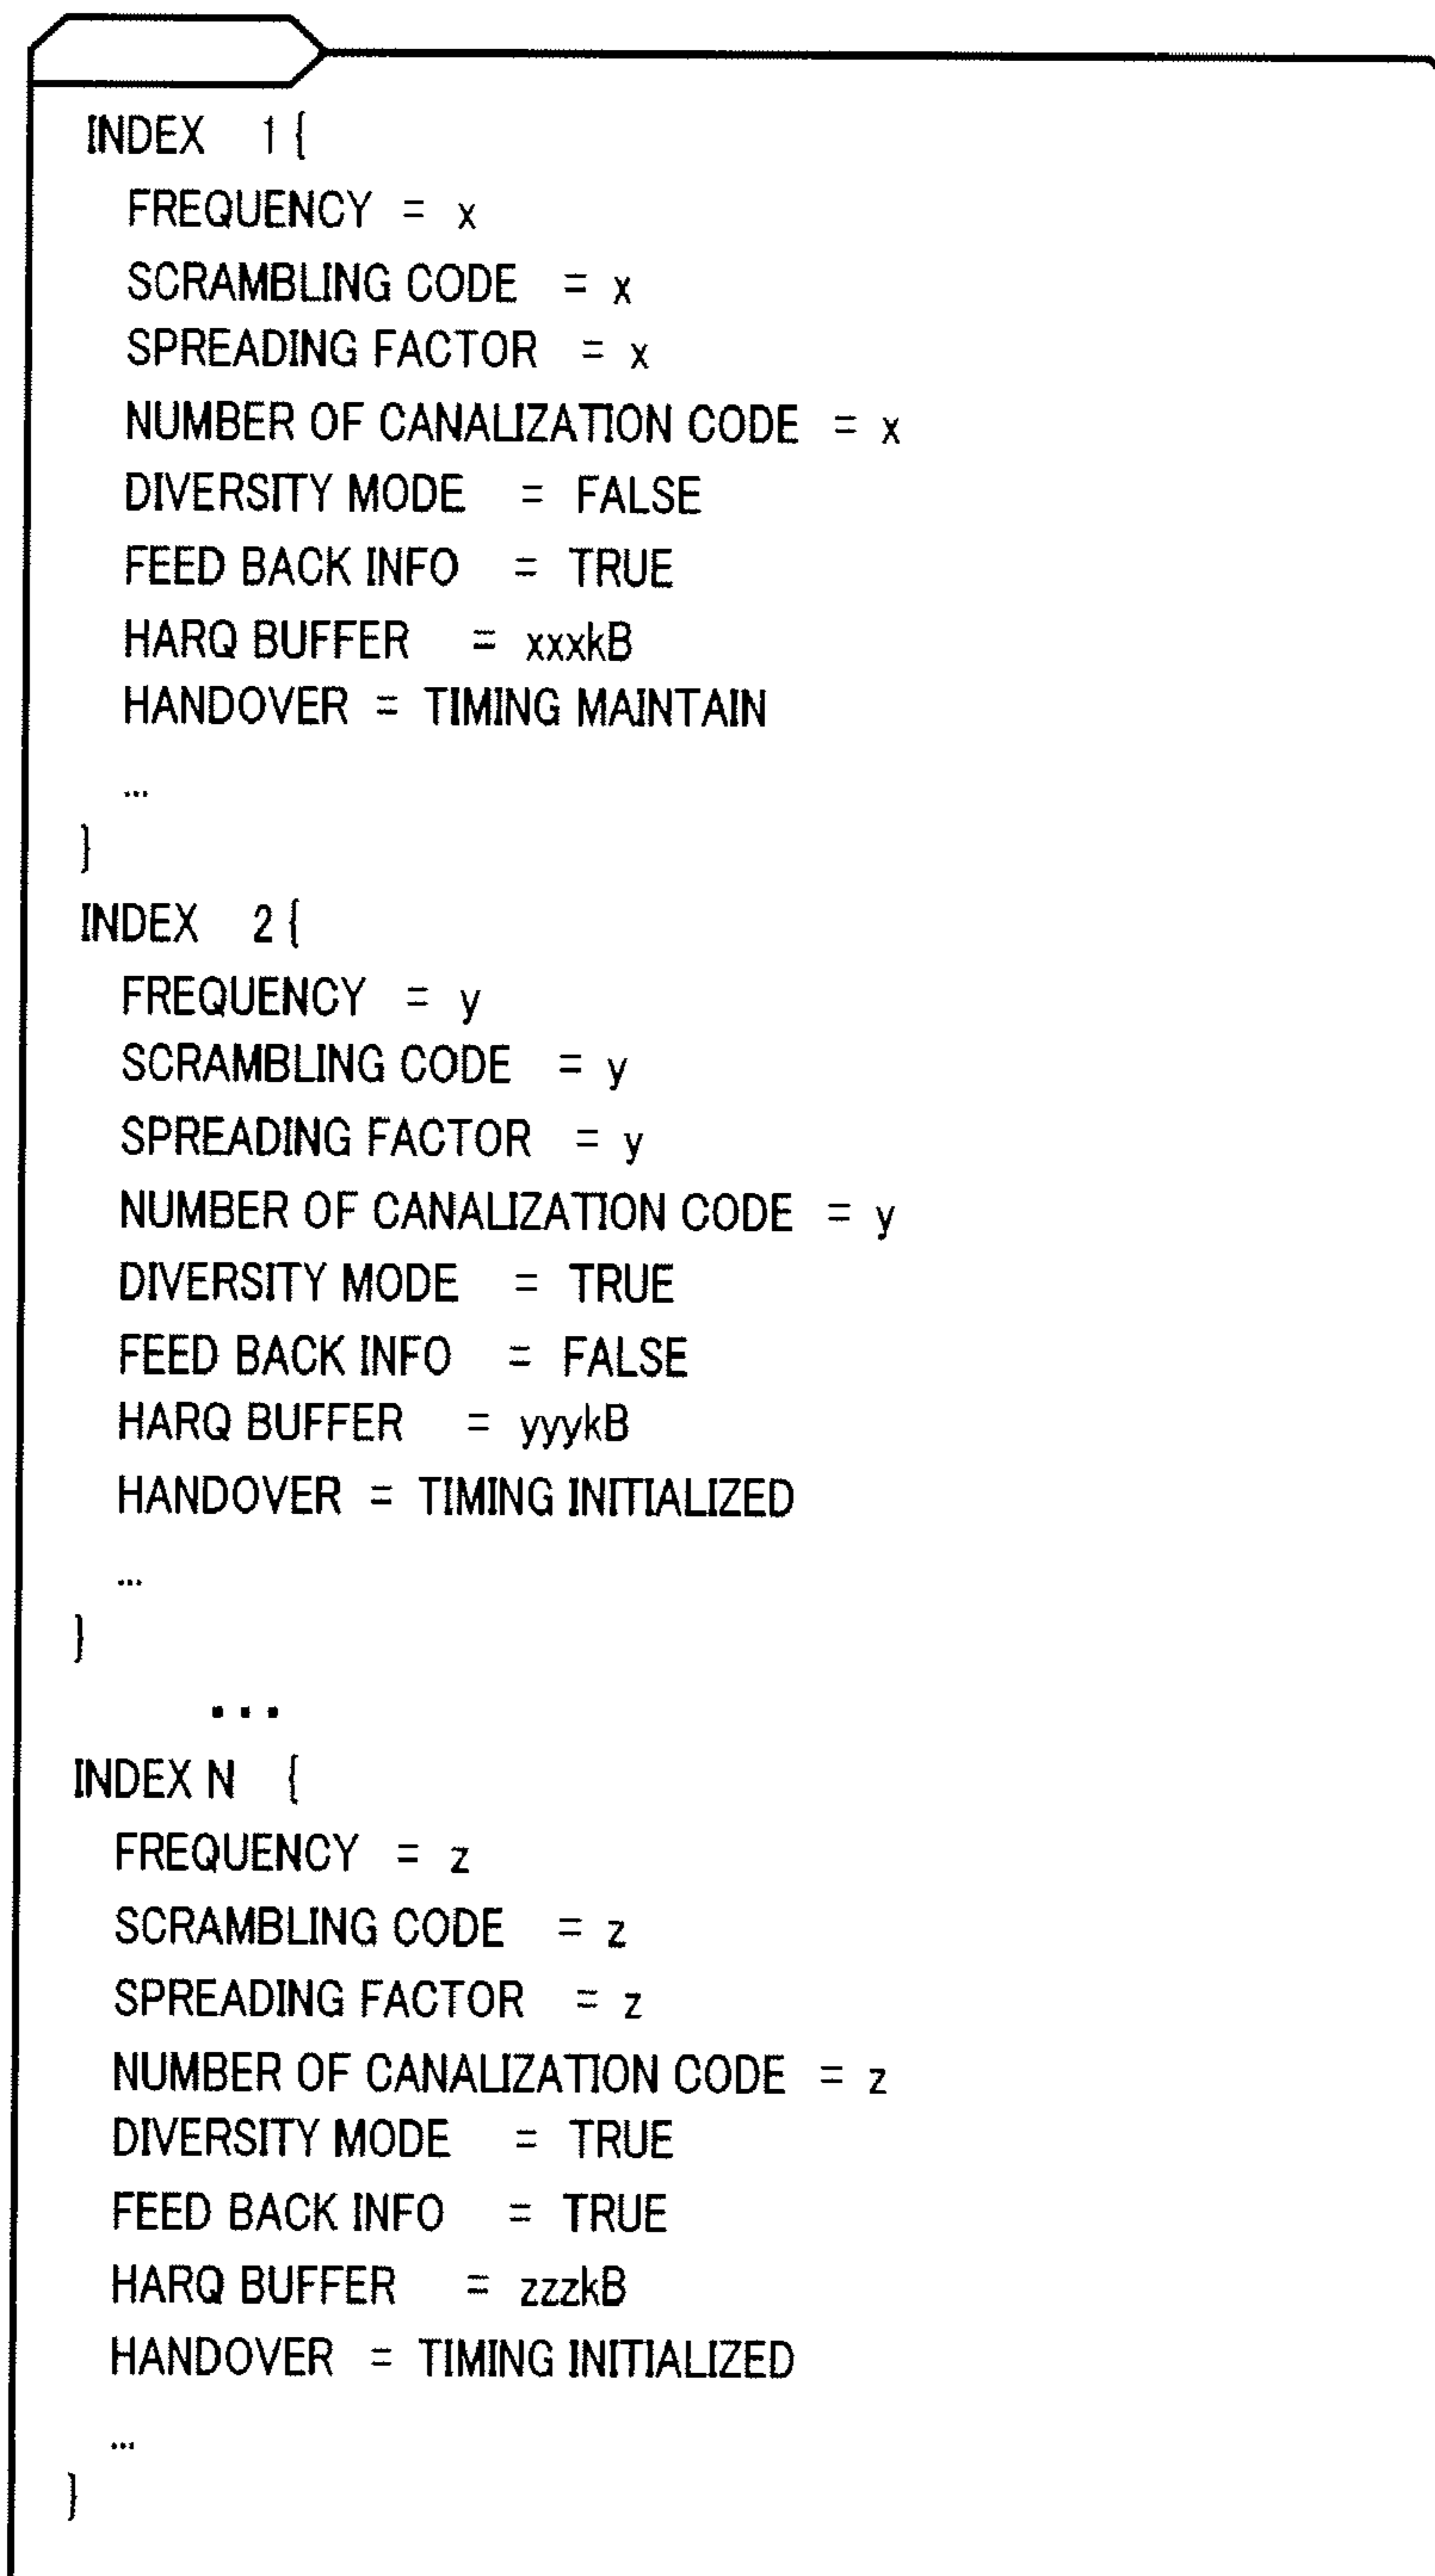 INDEX 1 {
FREQUENCY = x
SCRAMBLING CODE = x
SPREADING FACTOR = x
NUMBER OF CANALIZATION CODE = x
DIVERSITY MODE = FALSE
FEED BACK INFO = TRUE
HARQ BUFFER = xxxkB
HANDOVER = TIMING MAINTAIN
...
}
INDEX 2 {
FREQUENCY = y
SCRAMBLING CODE = y
SPREADING FACTOR = y
NUMBER OF CANALIZATION CODE = y
DIVERSITY MODE = TRUE
FEED BACK INFO = FALSE
HARQ BUFFER = yyykB
HANDOVER = TIMING INITIALIZED
...
}
...
INDEX N {
FREQUENCY = z
SCRAMBLING CODE = z
SPREADING FACTOR = z
NUMBER OF CANALIZATION CODE = z
DIVERSITY MODE = TRUE
FEED BACK INFO = TRUE
HARQ BUFFER = zzzkB
HANDOVER = TIMING INITIALIZED
...
}